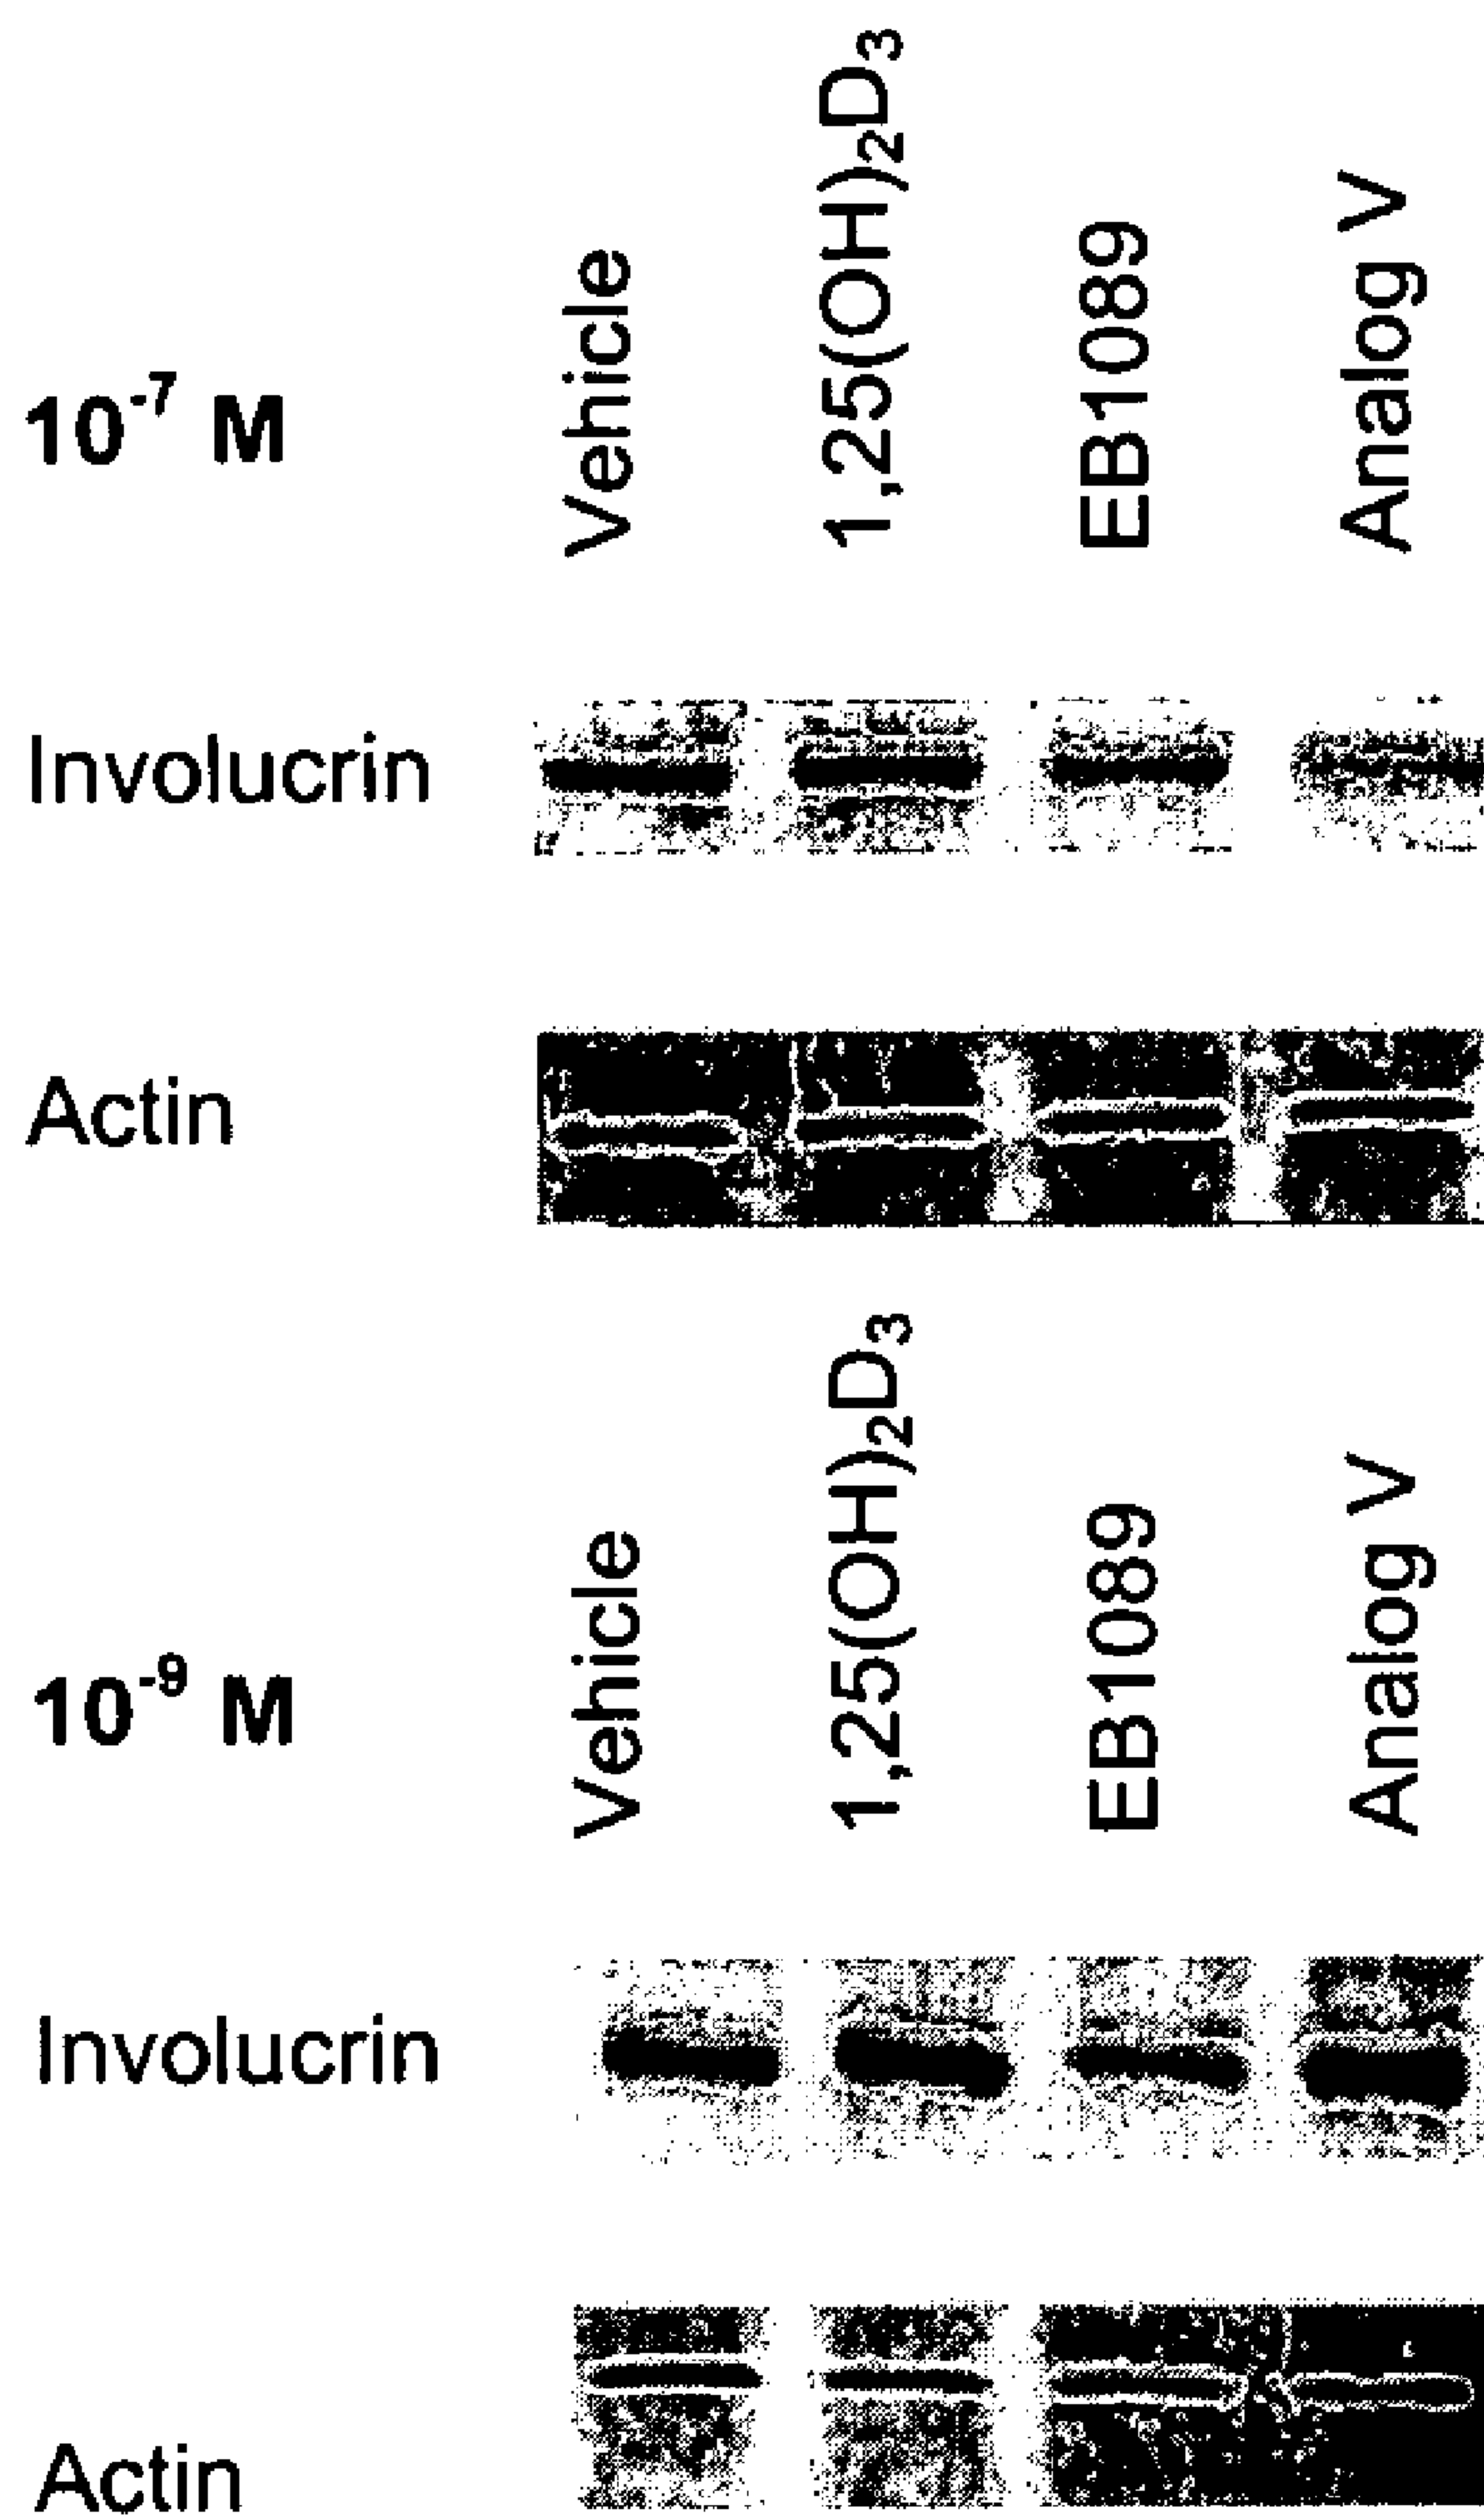 10⁻⁷ M
Vehicle
1,25(OH)₂D₃
EB1089
Analog V
Involucrin
Actin
10⁻⁹ M
Vehicle
1,25(OH)₂D₃
EB1089
Analog V
Involucrin
Actin